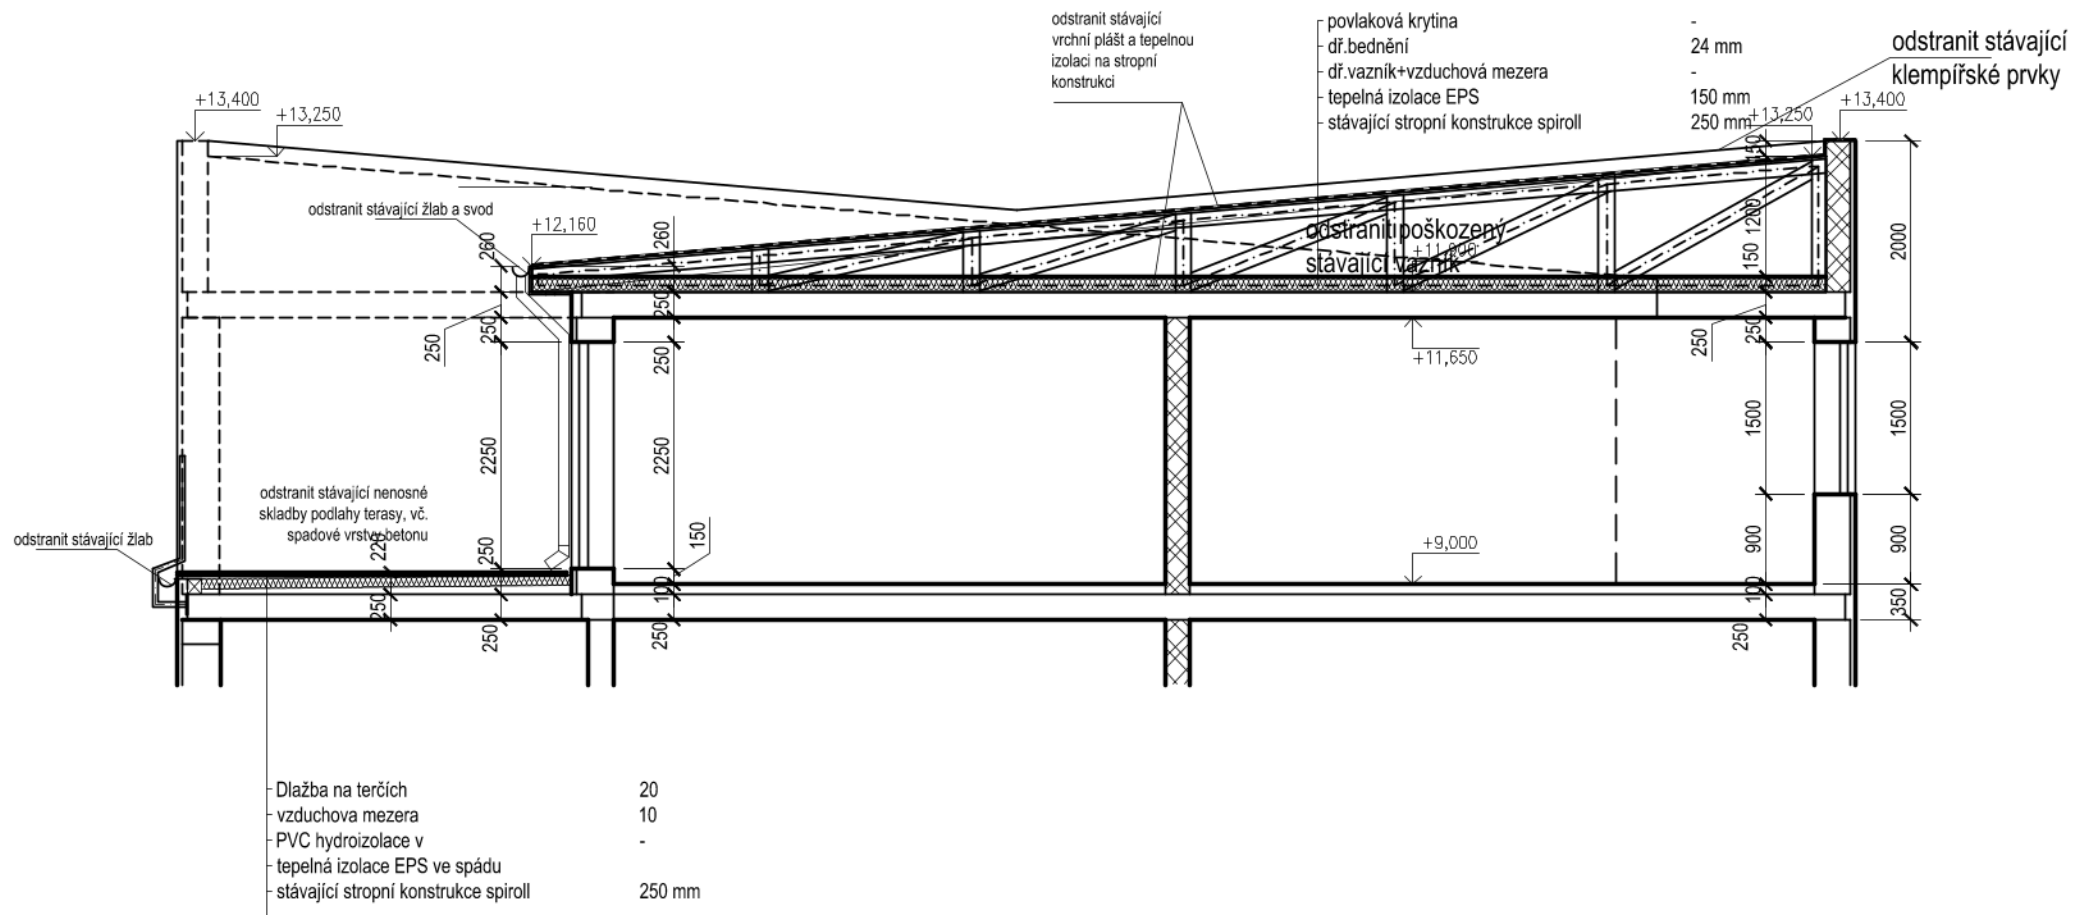 odstranit stávající
vrchní plášt a tepelnou
izolaci na stropní
konstrukci
povlaková krytina -
dř.bednění 24 mm
dř.vazník+vzduchová mezera -
tepelná izolace EPS 150 mm
stávající stropní konstrukce spiroll 250 mm
odstranit stávající
klempířské prvky
+13,400
+13,250
+13,250
+13,400
150
odstranit stávající žlab a svod
+12,160
260
260
odstranit poškozený
stávající vazník
+11,900
1200
150
2000
250
250
250
250
250
+11,650
250
250
2250
2250
1500
1500
odstranit stávající nenosné
skladby podlahy terasy, vč.
spadové vrstvy betonu
odstranit stávající žlab
220
250
150
+9,000
900
900
250
100
100
350
250
250
250
Dlažba na terčích 20
vzduchova mezera 10
PVC hydroizolace v -
tepelná izolace EPS ve spádu
stávající stropní konstrukce spiroll 250 mm